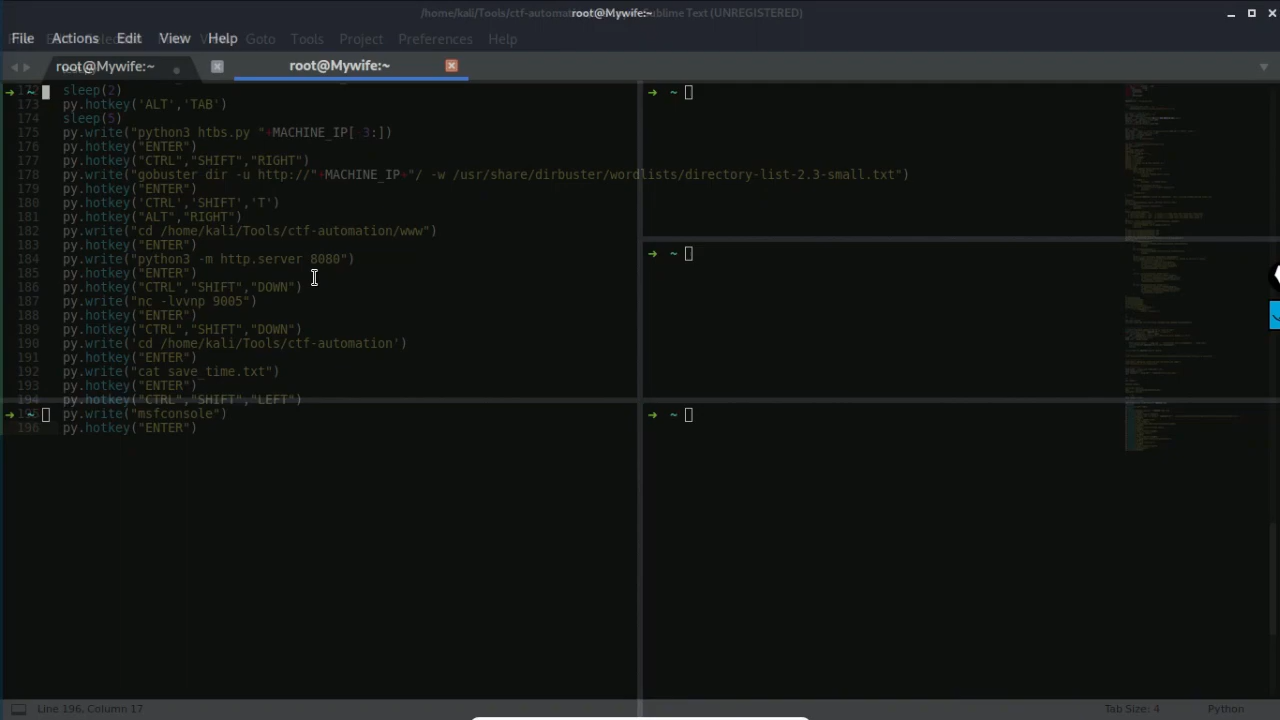 root@Mywife:~
Sublime Text (UNREGISTERED)
/home/kali/Tools/ctf-automat
File Actions Edit View Help
Goto Tools Project Preferences Help
root@Mywife:~
root@Mywife:~
172 sleep(2)
173 py.hotkey('ALT','TAB')
174 sleep(5)
175 py.write("python3 htbs.py "+MACHINE_IP[-3:])
176 py.hotkey("ENTER")
177 py.hotkey("CTRL","SHIFT","RIGHT")
178 py.write("gobuster dir -u http://"+MACHINE_IP+"/ -w /usr/share/dirbuster/wordlists/directory-list-2.3-small.txt")
179 py.hotkey("ENTER")
180 py.hotkey('CTRL','SHIFT','T')
181 py.hotkey("ALT","RIGHT")
182 py.write("cd /home/kali/Tools/ctf-automation/www")
183 py.hotkey("ENTER")
184 py.write("python3 -m http.server 8080")
185 py.hotkey("ENTER")
186 py.hotkey("CTRL","SHIFT","DOWN")
187 py.write("nc -lvvnp 9005")
188 py.hotkey("ENTER")
189 py.hotkey("CTRL","SHIFT","DOWN")
190 py.write('cd /home/kali/Tools/ctf-automation')
191 py.hotkey("ENTER")
192 py.write("cat save_time.txt")
193 py.hotkey("ENTER")
194 py.hotkey("CTRL","SHIFT","LEFT")
195 py.write("msfconsole")
196 py.hotkey("ENTER")
→ ~
→ ~
→ ~
→ ~
→ ~
Line 196, Column 17
Tab Size: 4
Python